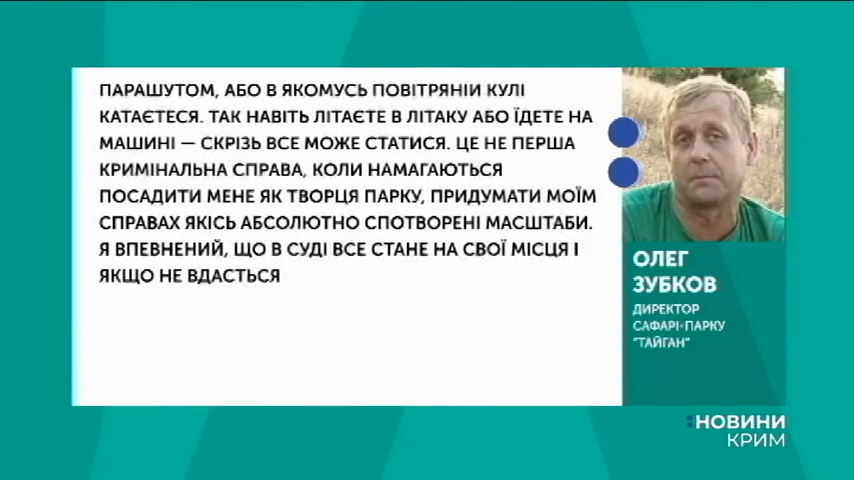 ПАРАШУТОМ, АБО В ЯКОМУСЬ ПОВІТРЯНІЙ КУЛІ
КАТАЄТЕСЯ. ТАК НАВІТЬ ЛІТАЄТЕ В ЛІТАКУ АБО ЇДЕТЕ НА
МАШИНІ — СКРІЗЬ ВСЕ МОЖЕ СТАТИСЯ. ЦЕ НЕ ПЕРША
КРИМІНАЛЬНА СПРАВА, КОЛИ НАМАГАЮТЬСЯ
ПОСАДИТИ МЕНЕ ЯК ТВОРЦЯ ПАРКУ, ПРИДУМАТИ МОЇМ
СПРАВАХ ЯКІСЬ АБСОЛЮТНО СПОТВОРЕНІ МАСШТАБИ.
Я ВПЕВНЕНИЙ, ЩО В СУДІ ВСЕ СТАНЕ НА СВОЇ МІСЦЯ І
ЯКЩО НЕ ВДАСТЬСЯ
ОЛЕГ
ЗУБКОВ
ДИРЕКТОР
САФАРІ-ПАРКУ
"ТАЙГАН"
:НОВИНИ
КРИМ